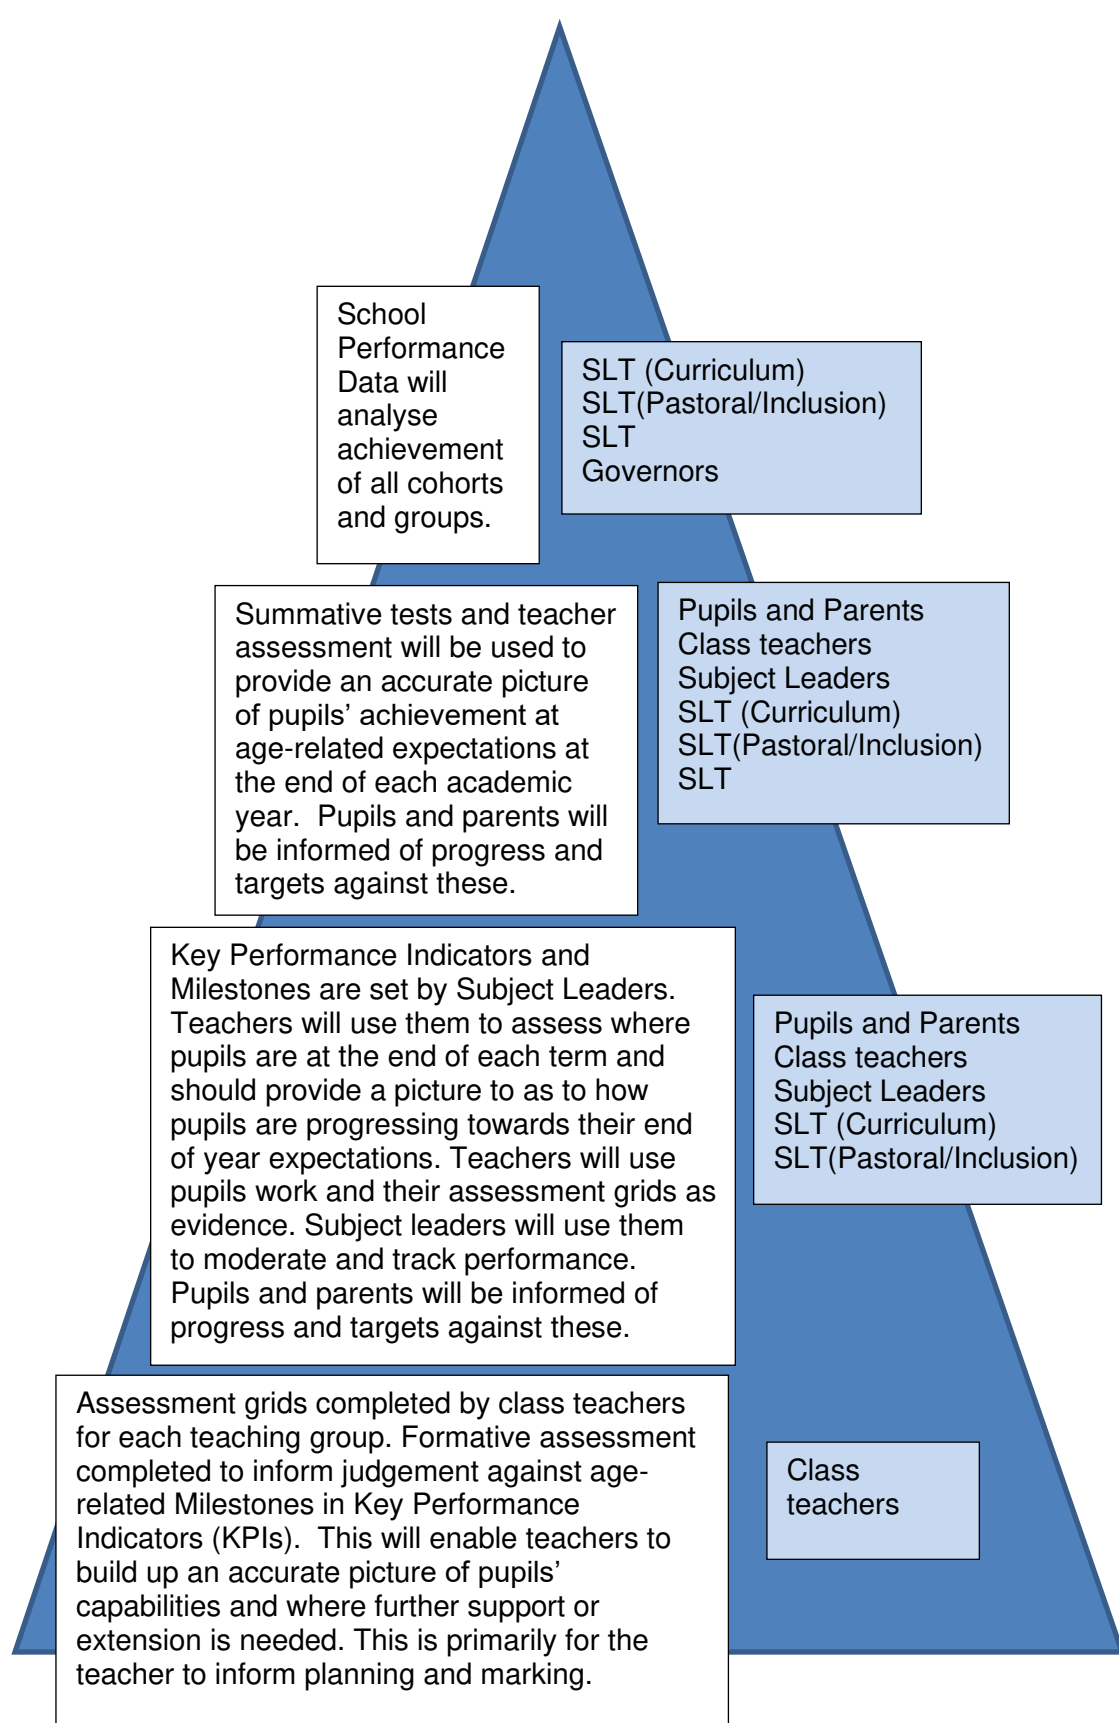 School
Performance
Data will
analyse
achievement
of all cohorts
and groups.
SLT (Curriculum)
SLT(Pastoral/Inclusion)
SLT
Governors
Summative tests and teacher
assessment will be used to
provide an accurate picture
of pupils’ achievement at
age-related expectations at
the end of each academic
year.  Pupils and parents will
be informed of progress and
targets against these.
Pupils and Parents
Class teachers
Subject Leaders
SLT (Curriculum)
SLT(Pastoral/Inclusion)
SLT
Key Performance Indicators and
Milestones are set by Subject Leaders.
Teachers will use them to assess where
pupils are at the end of each term and
should provide a picture to as to how
pupils are progressing towards their end
of year expectations. Teachers will use
pupils work and their assessment grids as
evidence. Subject leaders will use them
to moderate and track performance.
Pupils and parents will be informed of
progress and targets against these.
Pupils and Parents
Class teachers
Subject Leaders
SLT (Curriculum)
SLT(Pastoral/Inclusion)
Assessment grids completed by class teachers
for each teaching group. Formative assessment
completed to inform judgement against age-
related Milestones in Key Performance
Indicators (KPIs).  This will enable teachers to
build up an accurate picture of pupils’
capabilities and where further support or
extension is needed. This is primarily for the
teacher to inform planning and marking.
Class
teachers